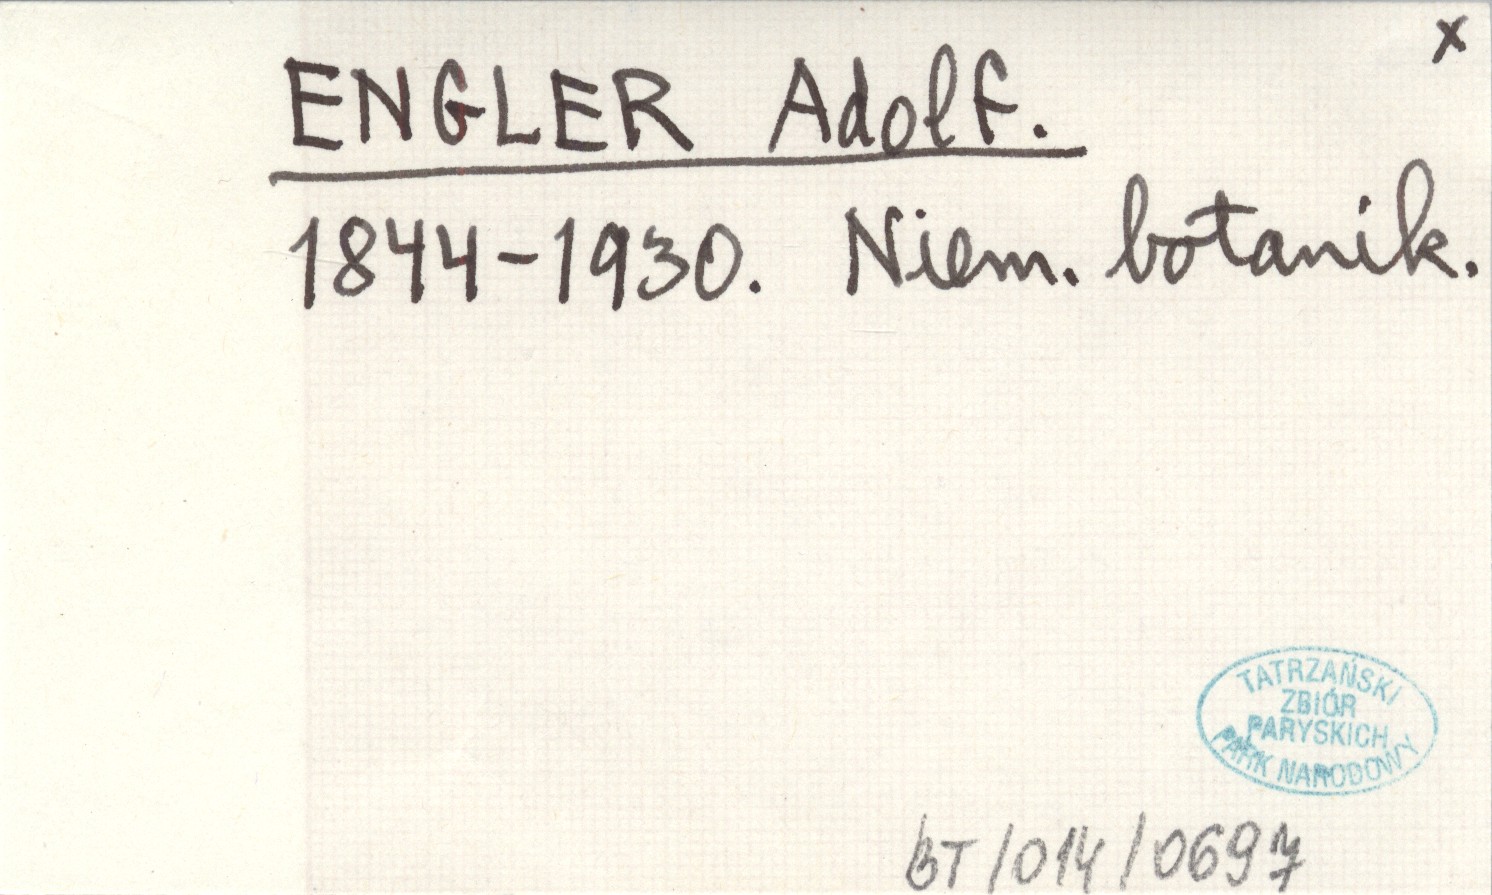 x
ENGLER Adolf.
1844-1930. Niem. botanik.
TATRZAŃSKI
ZBIÓR
PARYSKICH
PARK NARODOWY
BT/014/0697